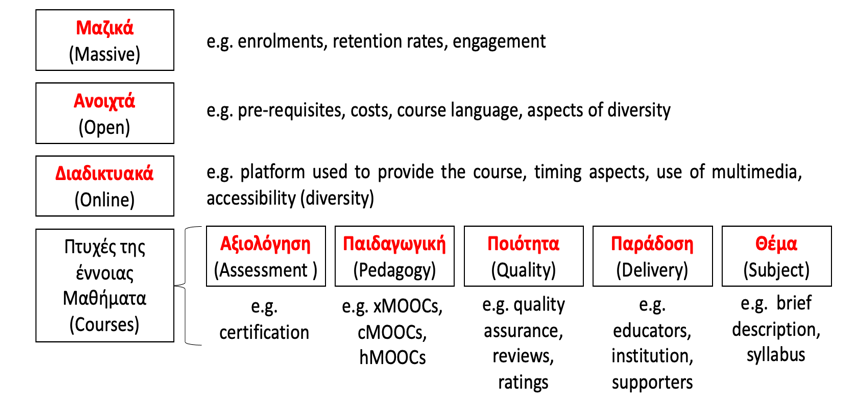 Μαζικά
(Massive)
e.g. enrolments, retention rates, engagement
Ανοιχτά
(Open)
e.g. pre-requisites, costs, course language, aspects of diversity
Διαδικτυακά
(Online)
e.g. platform used to provide the course, timing aspects, use of multimedia,
accessibility (diversity)
Πτυχές της
έννοιας
Μαθήματα
(Courses)
Αξιολόγηση
(Assessment )
e.g.
certification
Παιδαγωγική
(Pedagogy)
e.g. xMOOCs,
cMOOCs,
hMOOCs
Ποιότητα
(Quality)
e.g. quality
assurance,
reviews,
ratings
Παράδοση
(Delivery)
e.g.
educators,
institution,
supporters
Θέμα
(Subject)
e.g. brief
description,
syllabus